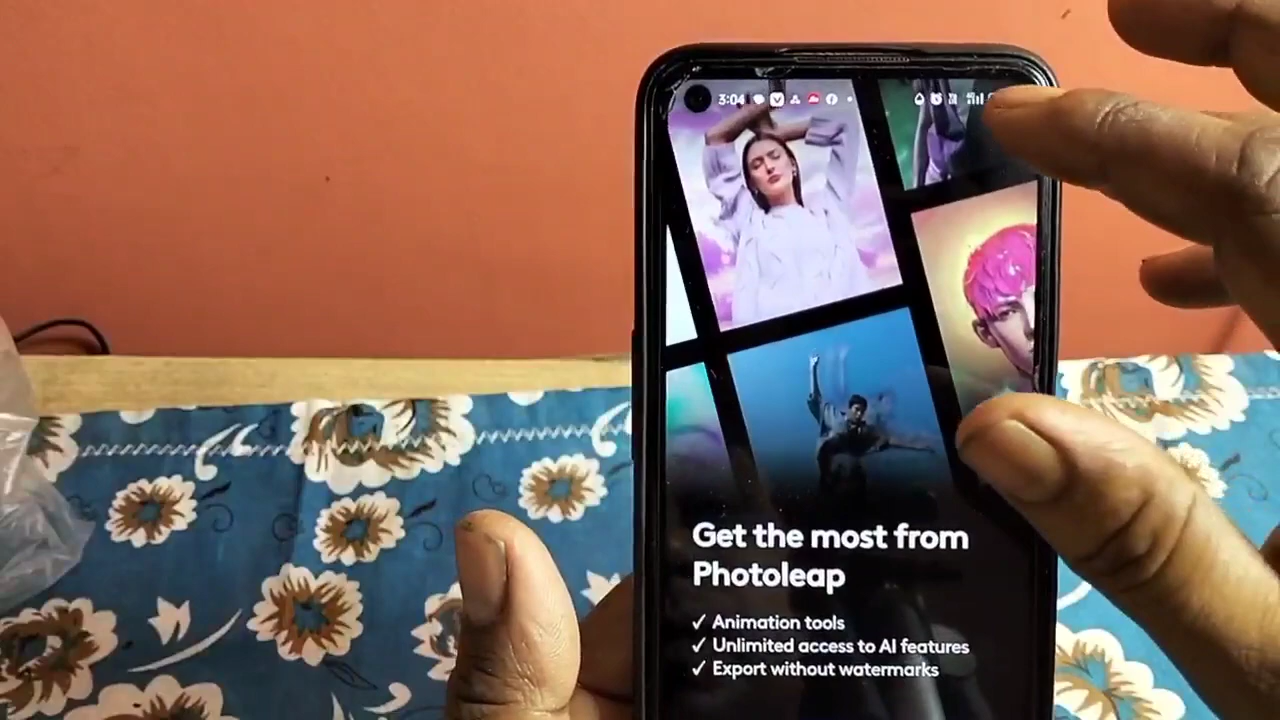 3:04
Get the most from
Photoleap
✓ Animation tools
✓ Unlimited access to AI features
✓ Export without watermarks